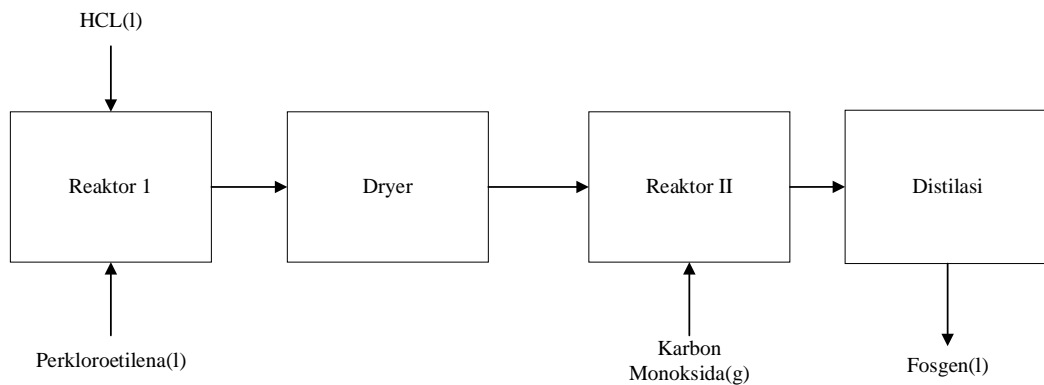 HCL(l)
Reaktor 1
Dryer
Reaktor II
Distilasi
Perkloroetilena(l)
Karbon
Monoksida(g)
Fosgen(l)